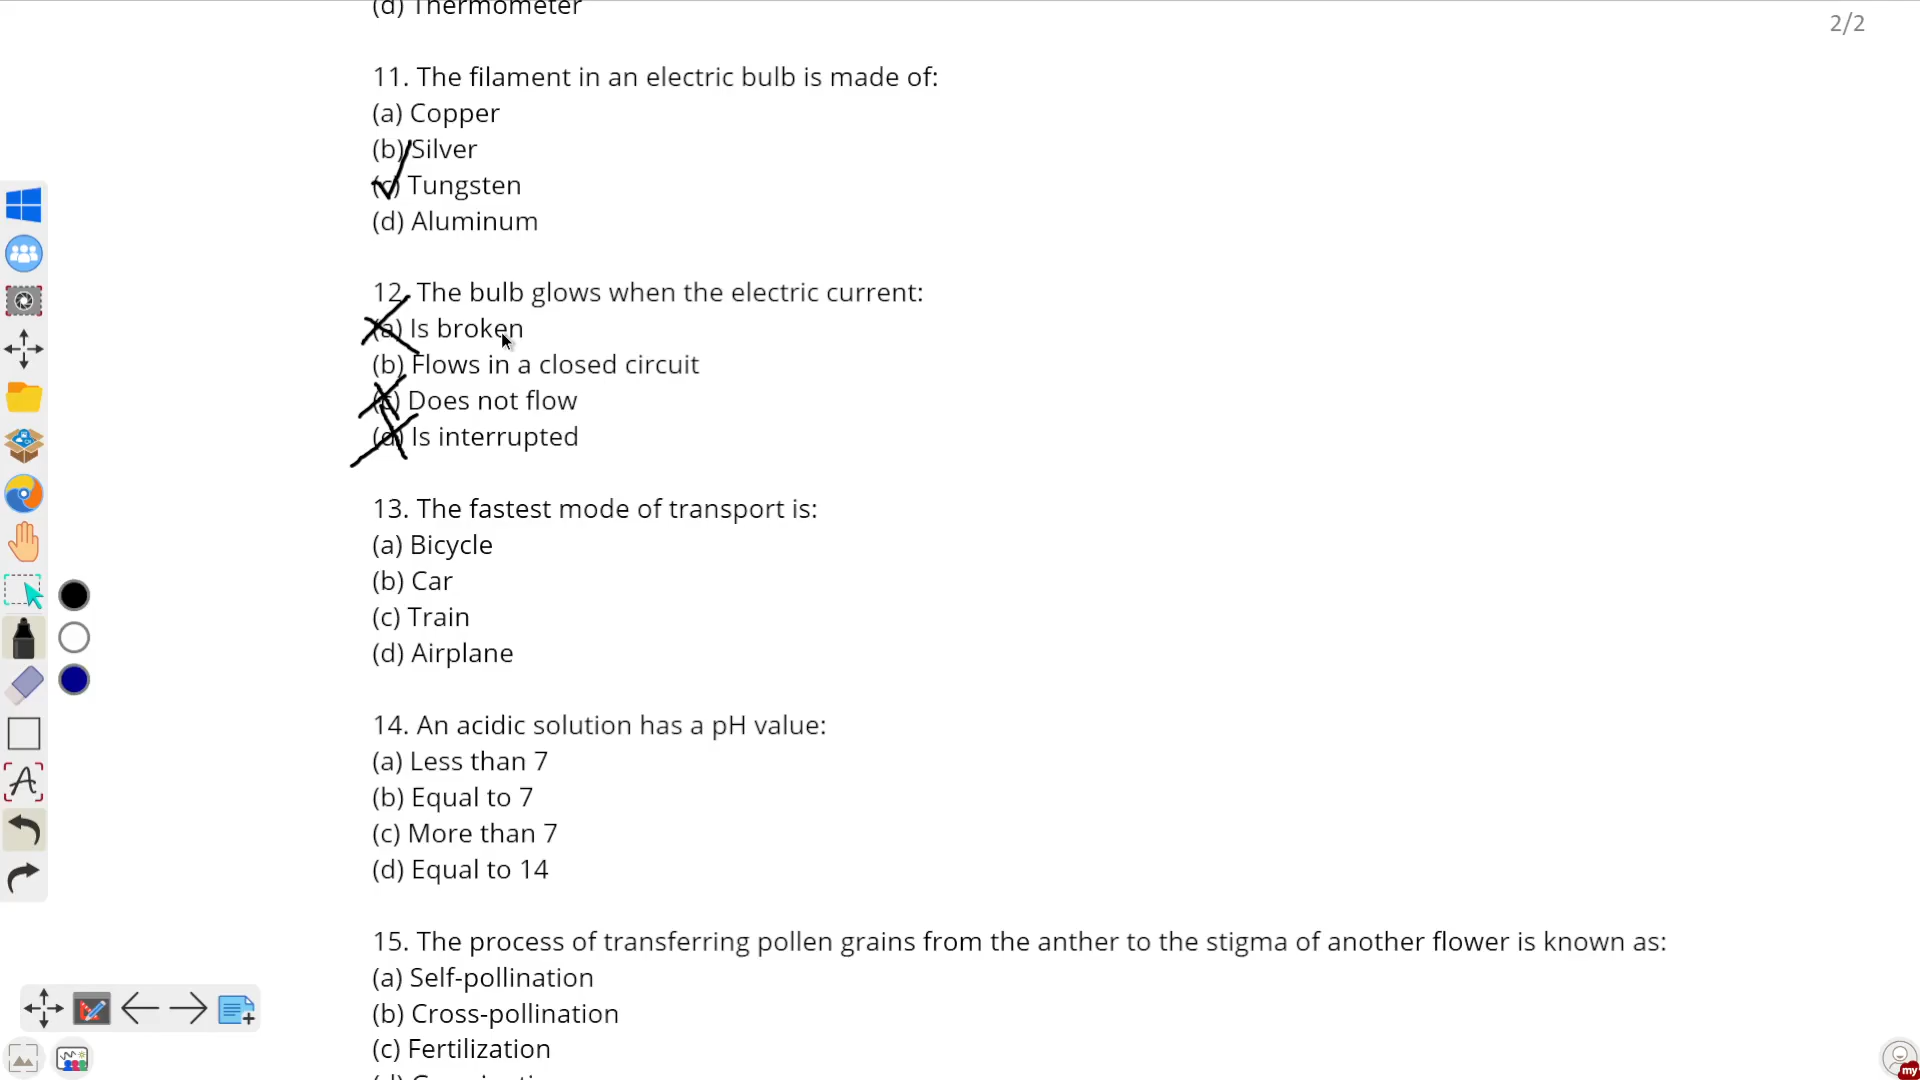 (d) Thermometer
2/2
11. The filament in an electric bulb is made of:
(a) Copper
(b) Silver
(c) Tungsten
(d) Aluminum
12. The bulb glows when the electric current:
(a) Is broken
(b) Flows in a closed circuit
(c) Does not flow
(d) Is interrupted
13. The fastest mode of transport is:
(a) Bicycle
(b) Car
(c) Train
(d) Airplane
14. An acidic solution has a pH value:
(a) Less than 7
(b) Equal to 7
(c) More than 7
(d) Equal to 14
15. The process of transferring pollen grains from the anther to the stigma of another flower is known as:
(a) Self-pollination
(b) Cross-pollination
(c) Fertilization
my